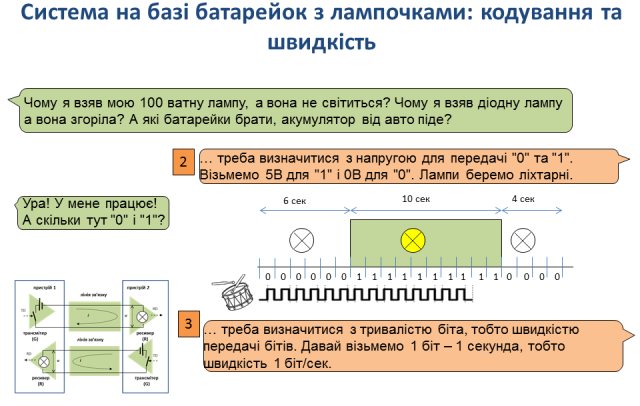 Система на базі батарейок з лампочками: кодування та
швидкість
Чому я взяв мою 100 ватну лампу, а вона не світиться? Чому я взяв діодну лампу
а вона згоріла? А які батарейки брати, акумулятор від авто піде?
2
… треба визначитися з напругою для передачі "0" та "1".
Візьмемо 5В для "1" і 0В для "0". Лампи беремо ліхтарні.
Ура! У мене працює!
А скільки тут "0" і "1"?
6 сек
10 сек
4 сек
0 0 0 0 0 0 1 1 1 1 1 1 1 1 1 1 0 0 0 0
пристрій 1
пристрій 2
лінія зв'язку
трансмітер
(G)
ресивер
(R)
лінія зв'язку
ресивер
(R)
трансмітер
(G)
3
… треба визначитися з тривалістю біта, тобто швидкістю
передачі бітів. Давай візьмемо 1 біт – 1 секунда, тобто
швидкість 1 біт/сек.